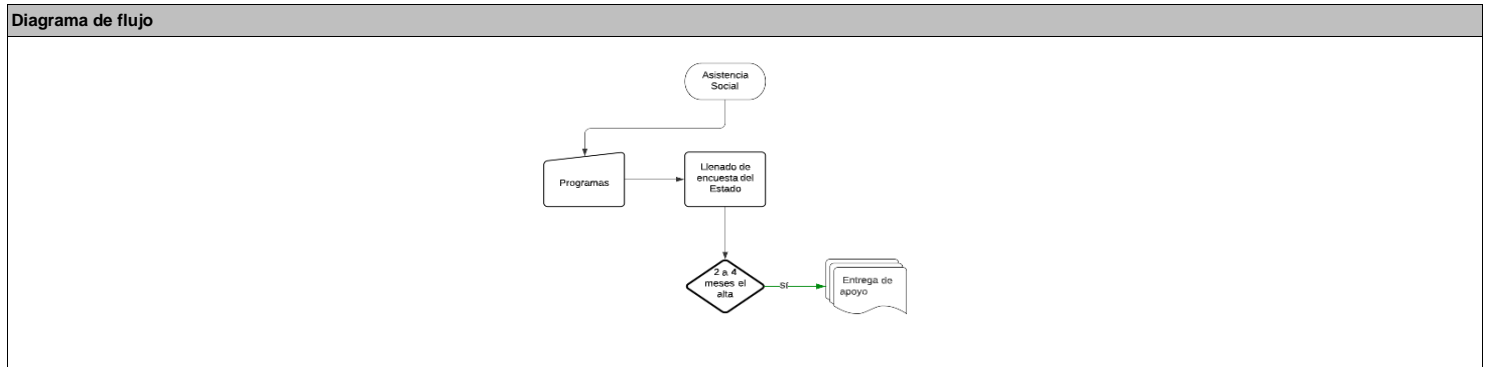 Diagrama de flujo
Asistencia
Social
Programas
Llenado de
encuesta del
Estado
2 a 4
meses el
alta
Sí
Entrega de
apoyo